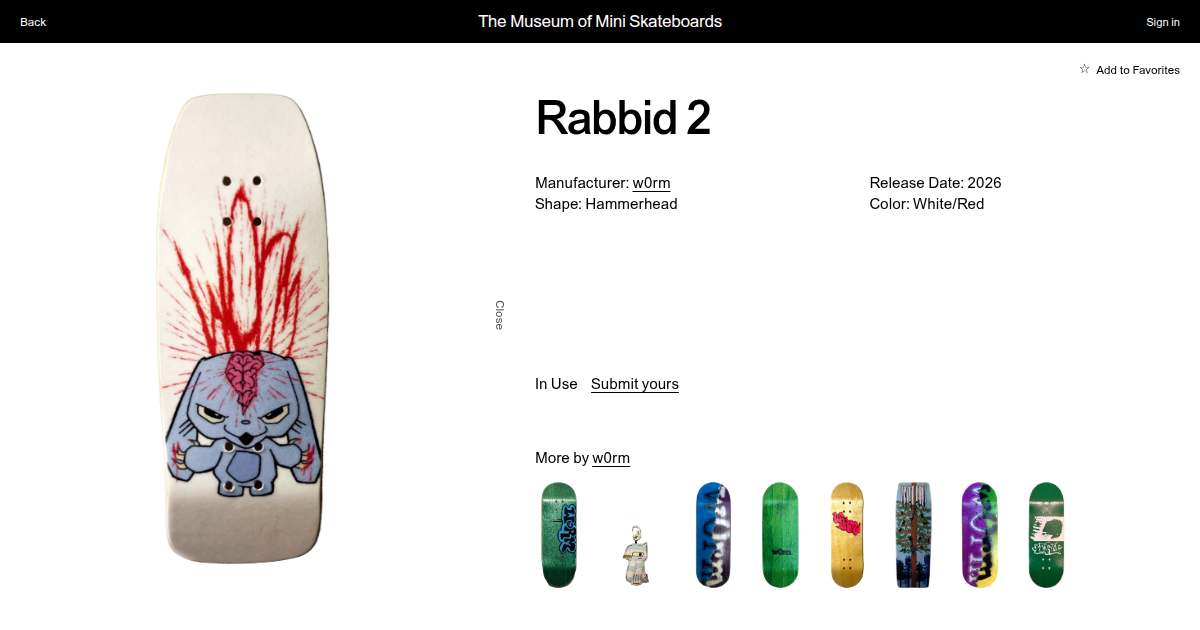 Back
The Museum of Mini Skateboards
Sign in
☆ Add to Favorites
Rabbid 2
Manufacturer: w0rm
Release Date: 2026
Shape: Hammerhead
Color: White/Red
Close
In Use Submit yours
More by w0rm